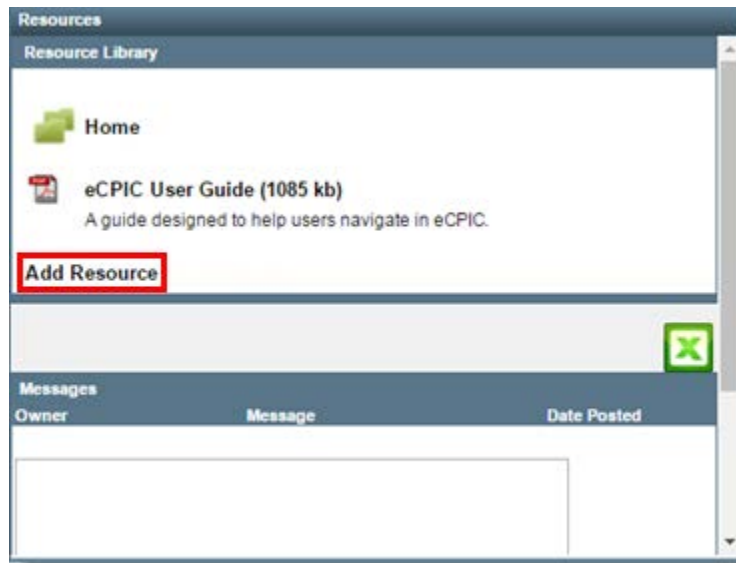 Resources
Resource Library
Home
eCPIC User Guide (1085 kb)
A guide designed to help users navigate in eCPIC.
Add Resource
Messages
Owner Message Date Posted